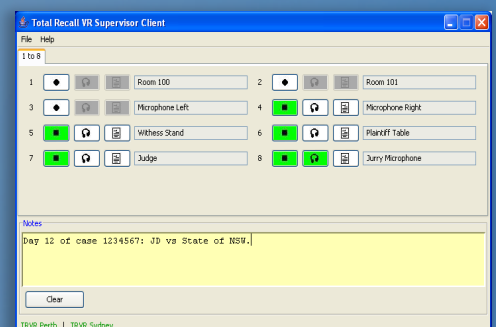 Total Recall VR Supervisor Client
File Help
1 to 8
1 Room 100 2 Room 101
3 Microphone Left 4 Microphone Right
5 Withess Stand 6 Plaintiff Table
7 Judge 8 Jurry Microphone
Notes
Day 12 of case 1234567: JD vs State of NSW.
Clear
TRVR Perth | TRVR Sydney